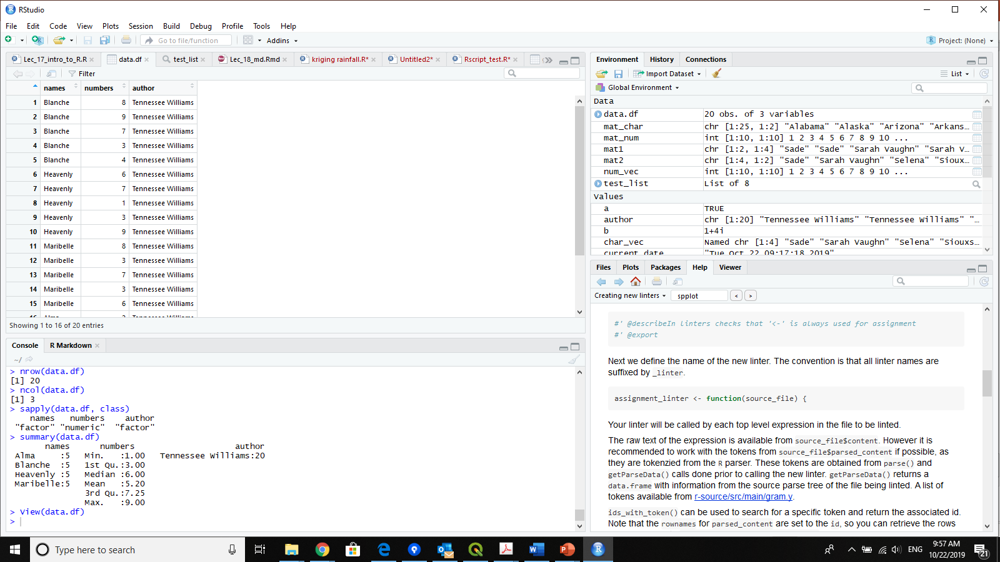 RStudio
File Edit Code View Plots Session Build Debug Profile Tools Help
Go to file/function Addins Project: (None)
Lec_17_intro_to_R.R data.df test_list Lec_18_md.Rmd kriging rainfall.R* Untitled2* Rscript_test.R*
Filter
names numbers author
1 Blanche 8 Tennessee Williams
2 Blanche 9 Tennessee Williams
3 Blanche 7 Tennessee Williams
4 Blanche 3 Tennessee Williams
5 Blanche 4 Tennessee Williams
6 Heavenly 6 Tennessee Williams
7 Heavenly 7 Tennessee Williams
8 Heavenly 1 Tennessee Williams
9 Heavenly 3 Tennessee Williams
10 Heavenly 9 Tennessee Williams
11 Maribelle 8 Tennessee Williams
12 Maribelle 3 Tennessee Williams
13 Maribelle 7 Tennessee Williams
14 Maribelle 3 Tennessee Williams
15 Maribelle 6 Tennessee Williams
Showing 1 to 16 of 20 entries
Console R Markdown
~/
> nrow(data.df)
[1] 20
> ncol(data.df)
[1] 3
> sapply(data.df, class)
names numbers author
"factor" "numeric" "factor"
> summary(data.df)
names numbers author
Alma :5 Min. :1.00 Tennessee Williams:20
Blanche :5 1st Qu.:3.00
Heavenly :5 Median :6.00
Maribelle:5 Mean :5.20
3rd Qu.:7.25
Max. :9.00
> View(data.df)
>
Environment History Connections
Import Dataset List
Global Environment
Data
data.df 20 obs. of 3 variables
mat_char chr [1:25, 1:2] "Alabama" "Alaska" "Arizona" "Arkans…
mat_num int [1:10, 1:10] 1 2 3 4 5 6 7 8 9 10 ...
mat1 chr [1:2, 1:4] "Sade" "Sade" "Sarah Vaughn" "Sarah V…
mat2 chr [1:4, 1:2] "Sade" "Sarah Vaughn" "Selena" "Sioux…
num_vec int [1:10, 1:10] 1 2 3 4 5 6 7 8 9 10 ...
test_list List of 8
Values
a TRUE
author chr [1:20] "Tennessee Williams" "Tennessee Williams" "…
b 1+4i
char_vec Named chr [1:4] "Sade" "Sarah Vaughn" "Selena" "Siouxs…
current_date "Tue Oct 22 09:17:18 2019"
Files Plots Packages Help Viewer
Creating new linters spplot < >
#' @describeIn linters checks that '<-' is always used for assignment
#' @export
Next we define the name of the new linter. The convention is that all linter names are
suffixed by _linter.
assignment_linter <- function(source_file) {
Your linter will be called by each top level expression in the file to be linted.
The raw text of the expression is available from source_file$content. However it is
recommended to work with the tokens from source_file$parsed_content if possible, as
they are tokenzied from the R parser. These tokens are obtained from parse() and
getParseData() calls done prior to calling the new linter. getParseData() returns a
data.frame with information from the source parse tree of the file being linted. A list of
tokens available from r-source/src/main/gram.y.
ids_with_token() can be used to search for a specific token and return the associated id.
Note that the rownames for parsed_content are set to the id, so you can retrieve the rows
Type here to search
ENG
9:57 AM
10/22/2019
21